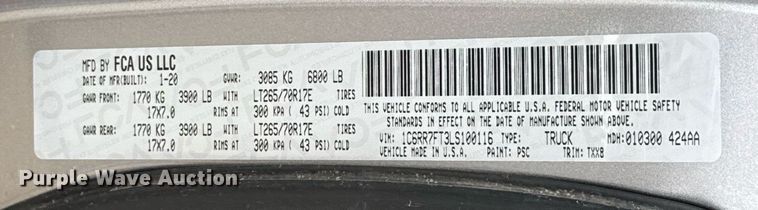 MFD BY FCA US LLC
DATE OF MFR(BUILT): 1-20 GVWR: 3085 KG 6800 LB
GAWR FRONT: 1770 KG 3900 LB WITH LT265/70R17E TIRES
17X7.0 RIMS AT 300 KPA ( 43 PSI) COLD
GAWR REAR: 1770 KG 3900 LB WITH LT265/70R17E TIRES
17X7.0 RIMS AT 300 KPA ( 43 PSI) COLD
THIS VEHICLE CONFORMS TO ALL APPLICABLE U.S.A. FEDERAL MOTOR VEHICLE SAFETY
STANDARDS IN EFFECT ON THE DATE OF MANUFACTURE SHOWN ABOVE.
VIN: 1C6RR7FT3LS100116 TYPE: TRUCK MDH:010300 424AA
VEHICLE MADE IN U.S.A. PAINT: PSC TRIM: TXX8
Purple Wave Auction